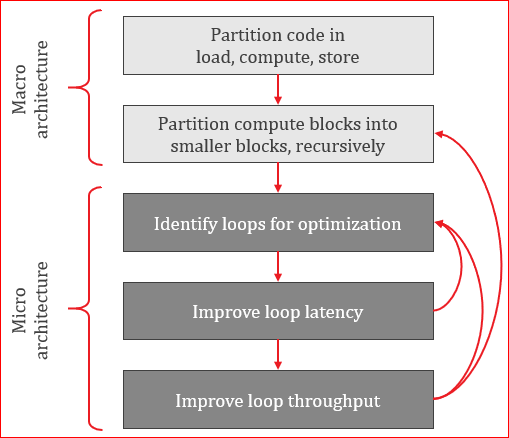 Macro
architecture
Partition code in
load, compute, store
Partition compute blocks into
smaller blocks, recursively
Micro
architecture
Identify loops for optimization
Improve loop latency
Improve loop throughput